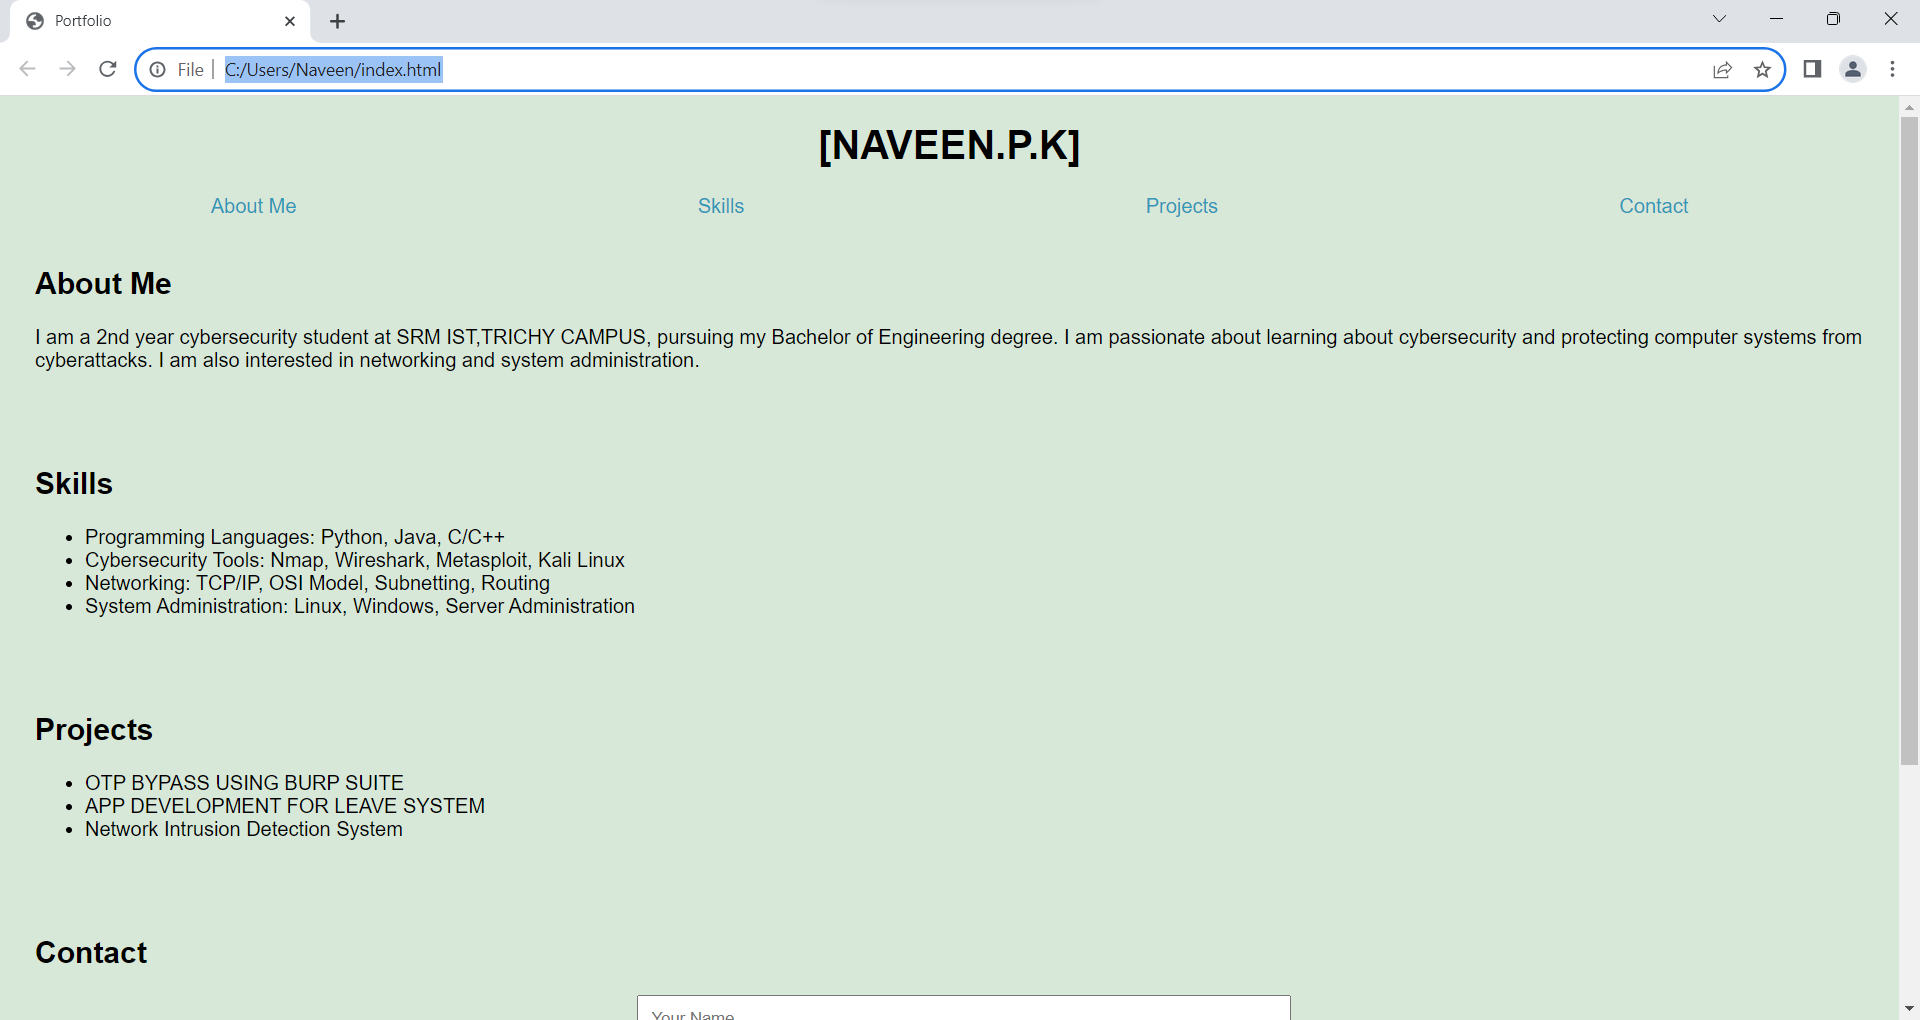 Portfolio
File
C:/Users/Naveen/index.html
[NAVEEN.P.K]
About Me
Skills
Projects
Contact
About Me
I am a 2nd year cybersecurity student at SRM IST,TRICHY CAMPUS, pursuing my Bachelor of Engineering degree. I am passionate about learning about cybersecurity and protecting computer systems from
cyberattacks. I am also interested in networking and system administration.
Skills
Programming Languages: Python, Java, C/C++
Cybersecurity Tools: Nmap, Wireshark, Metasploit, Kali Linux
Networking: TCP/IP, OSI Model, Subnetting, Routing
System Administration: Linux, Windows, Server Administration
Projects
OTP BYPASS USING BURP SUITE
APP DEVELOPMENT FOR LEAVE SYSTEM
Network Intrusion Detection System
Contact
Your Name